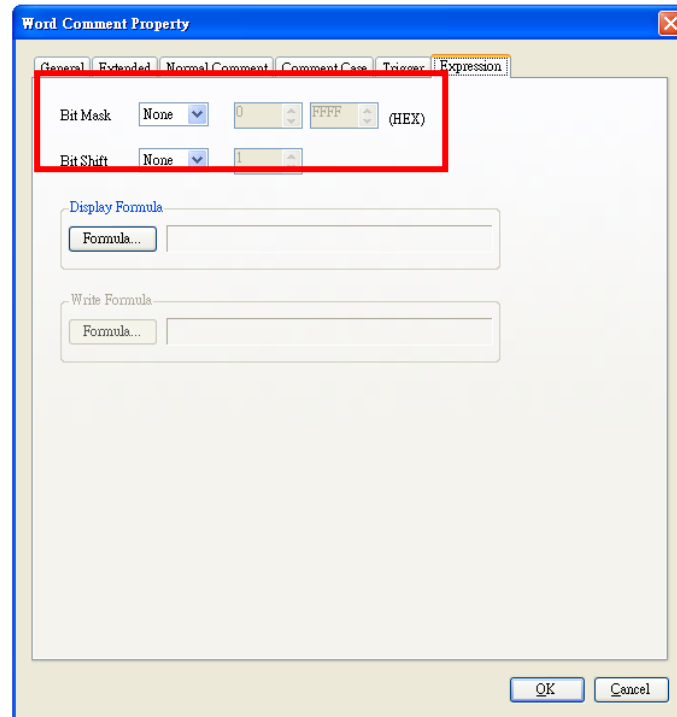 Word Comment Property
General Extended Normal Comment Comment Case Trigger Expression
Bit Mask None 0 FFFF (HEX)
Bit Shift None 1
Display Formula
Formula...
Write Formula
Formula...
OK Cancel